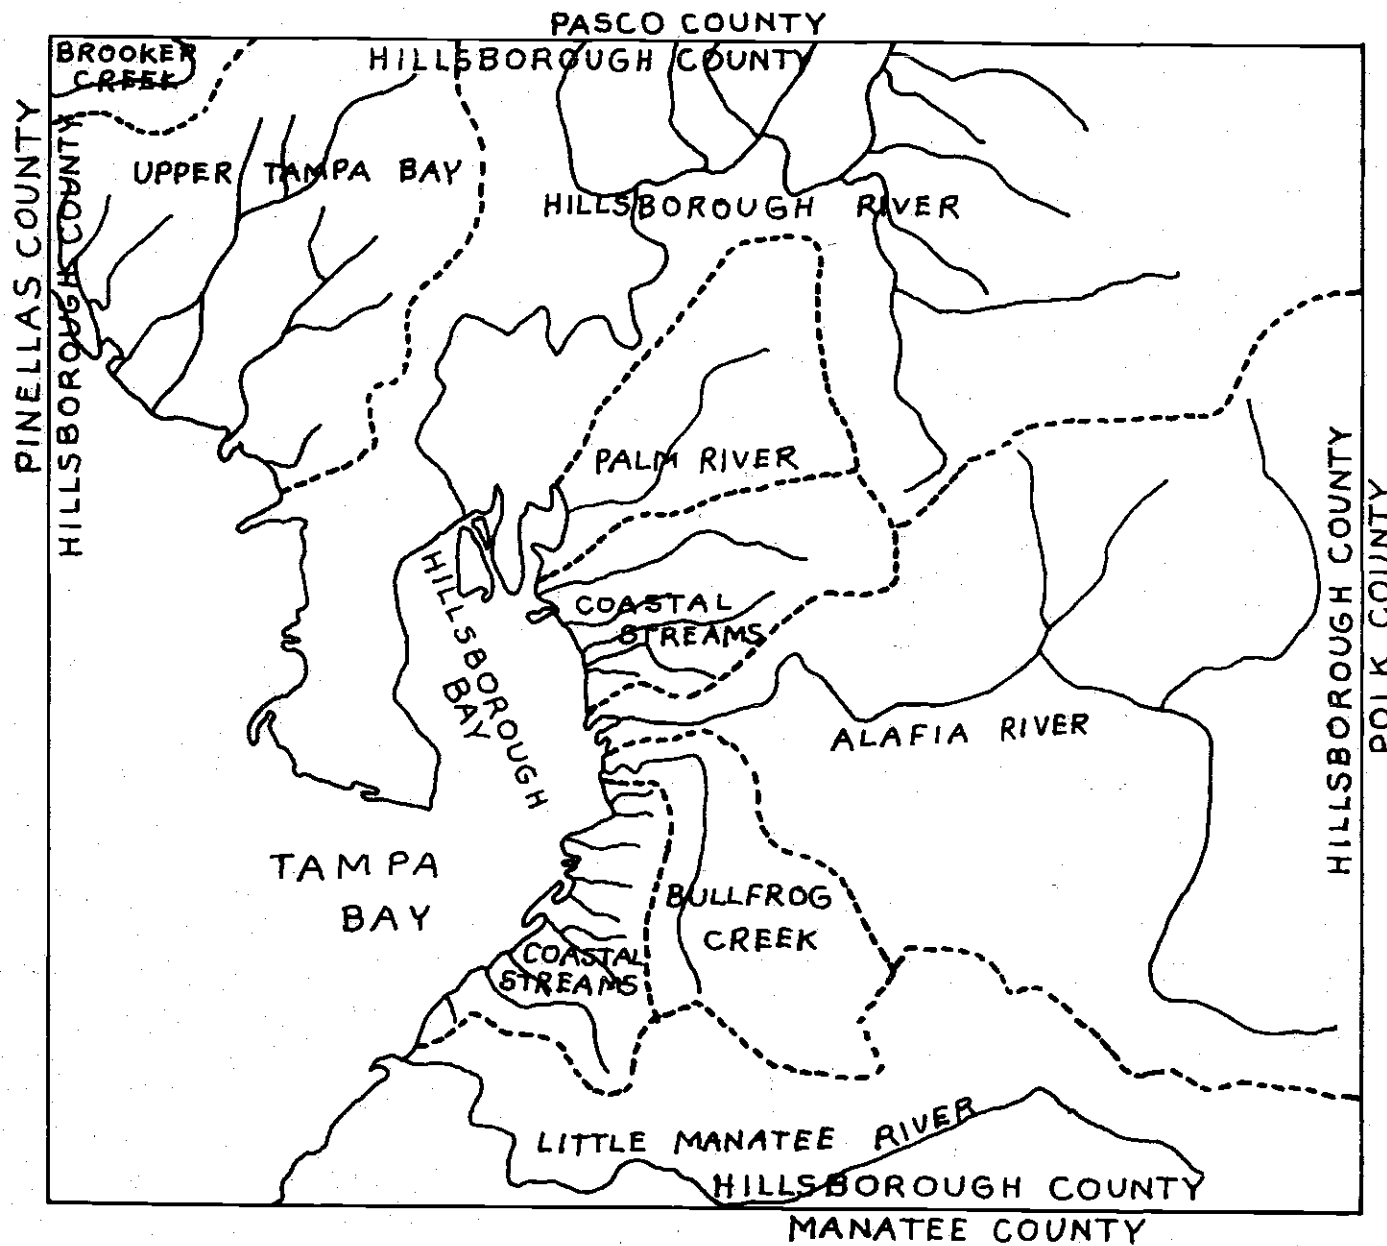 PASCO COUNTY
HILLSBOROUGH COUNTY
BROOKER
CREEK
PINELLAS COUNTY
HILLSBOROUGH COUNTY
UPPER TAMPA BAY
HILLSBOROUGH RIVER
PALM RIVER
HILLSBOROUGH
BAY
COASTAL
STREAMS
ALAFIA RIVER
HILLSBOROUGH COUNTY
POLK COUNTY
TAMPA
BAY
BULLFROG
CREEK
COASTAL
STREAMS
LITTLE MANATEE RIVER
HILLSBOROUGH COUNTY
MANATEE COUNTY